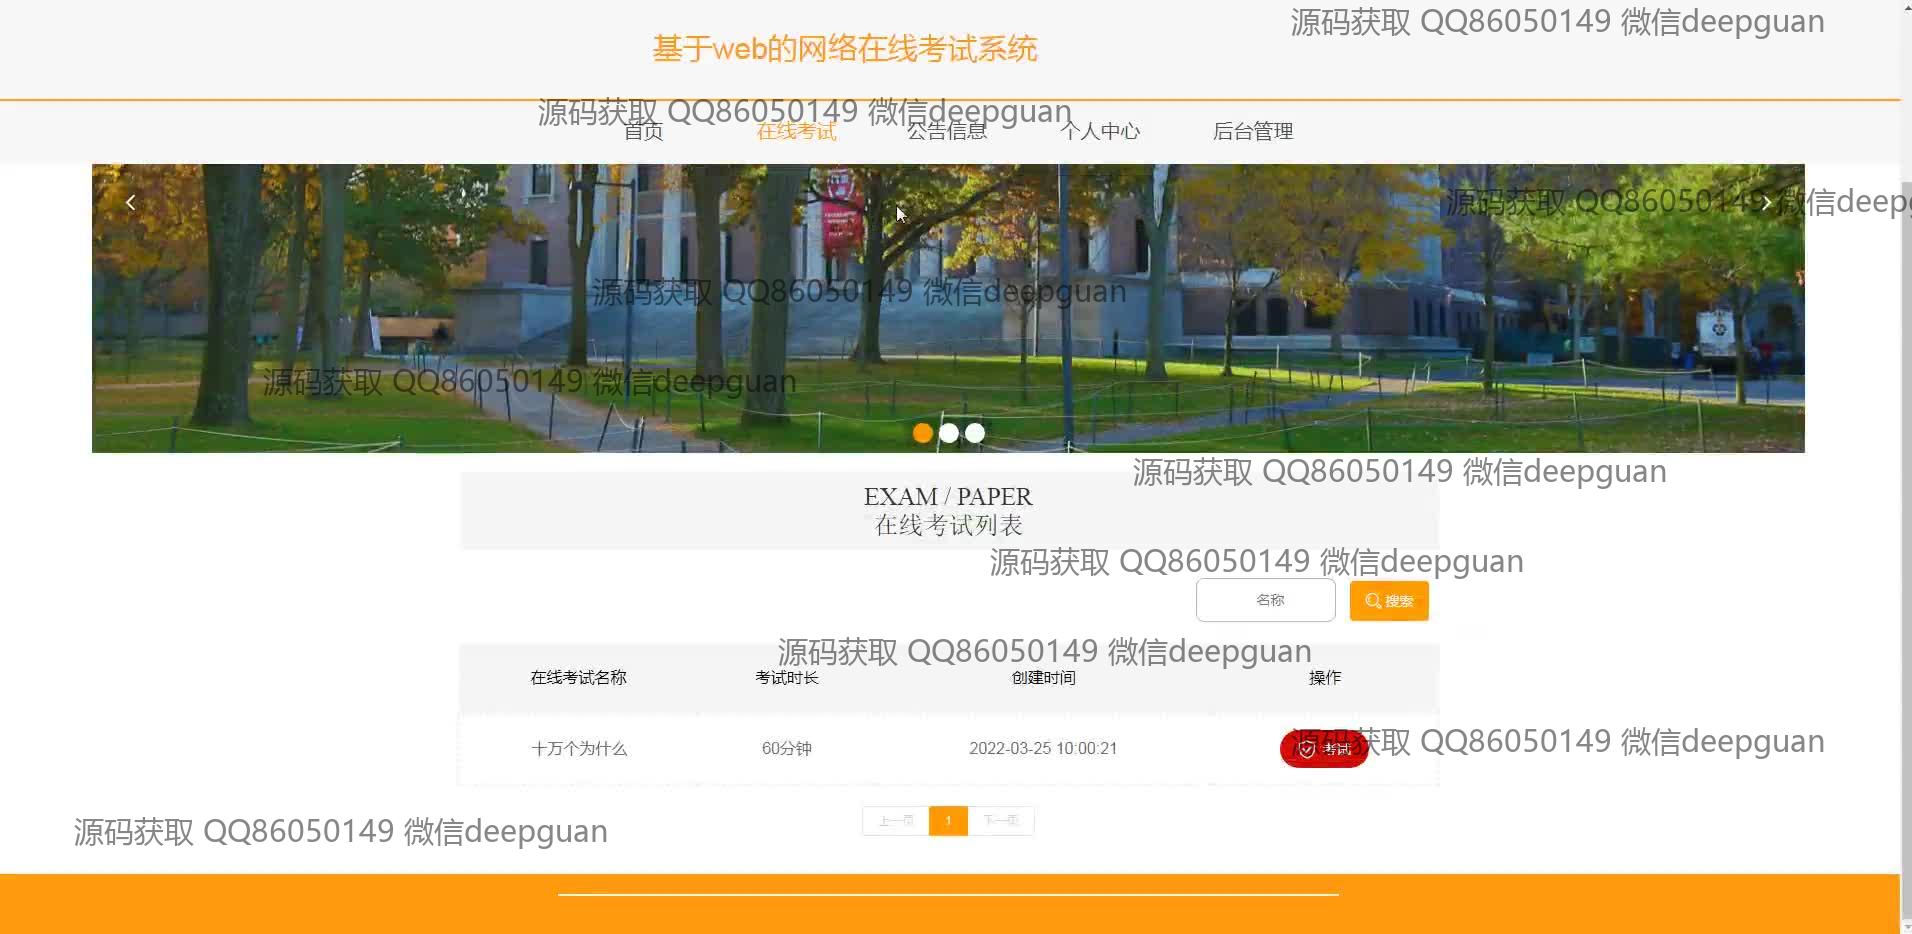 源码获取 QQ86050149 微信deepguan
基于web的网络在线考试系统
源码获取 QQ86050149 微信deepguan
首页 在线考试 公告信息 个人中心 后台管理
源码获取 QQ86050149 微信deep
源码获取 QQ86050149 微信deepguan
源码获取 QQ86050149 微信deepguan
源码获取 QQ86050149 微信deepguan
EXAM / PAPER
在线考试列表
源码获取 QQ86050149 微信deepguan
名称 搜索
源码获取 QQ86050149 微信deepguan
在线考试名称 考试时长 创建时间 操作
源码获取 QQ86050149 微信deepguan
十万个为什么 60分钟 2022-03-25 10:00:21 考试
上一页 1 下一页
源码获取 QQ86050149 微信deepguan